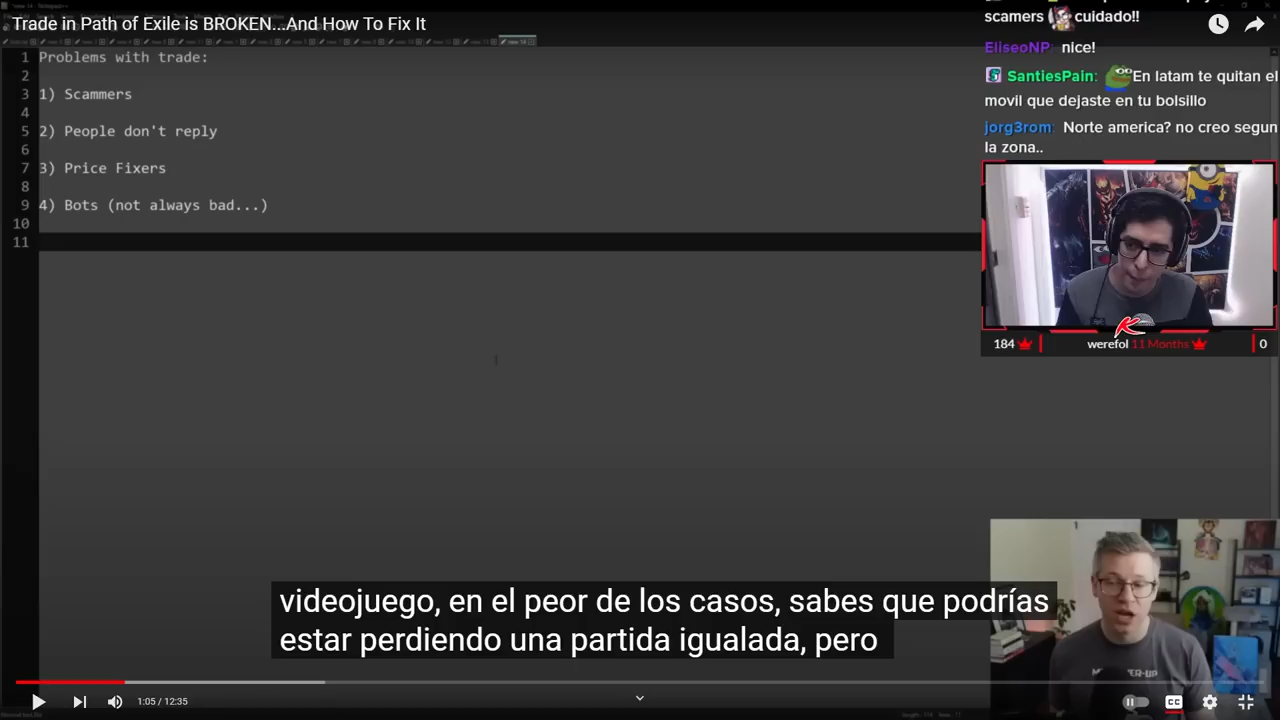 Trade in Path of Exile is BROKEN...And How To Fix It
1 Problems with trade:
2
3 1) Scammers
4
5 2) People don't reply
6
7 3) Price Fixers
8
9 4) Bots (not always bad...)
10
11
scamers cuidado!!
EliseoNP: nice!
SantiesPain: En latam te quitan el
movil que dejaste en tu bolsillo
jorg3rom: Norte america? no creo segun
la zona..
184 werefol 11 Months 0
videojuego, en el peor de los casos, sabes que podrías
estar perdiendo una partida igualada, pero
1:05 / 12:35
CC